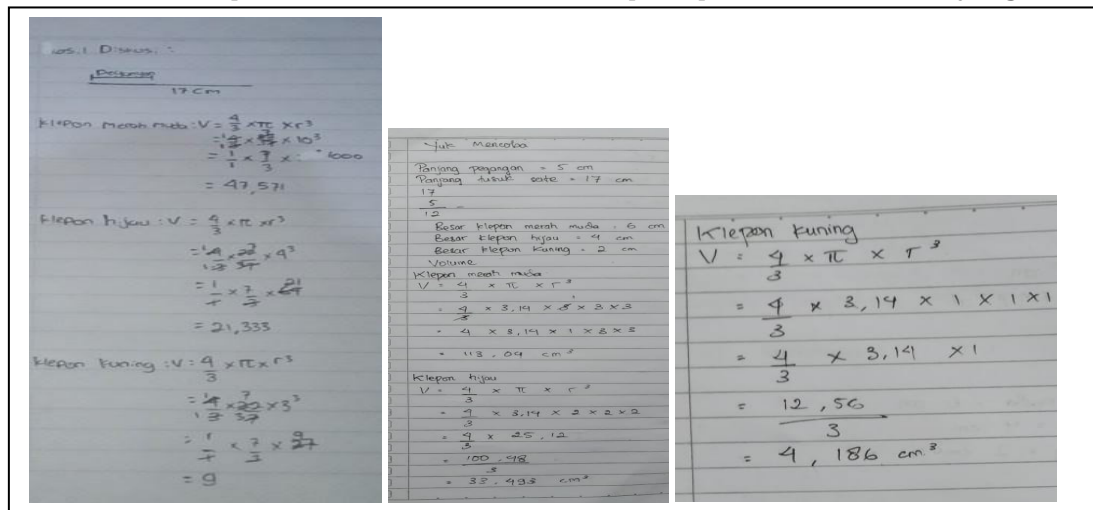 Diskusi :
17 cm
Klepon merah muda : V = 4/3 × π × r³
× 10³
= 1/1 × 7/3 × 1000
= 47,571
Klepon hijau : V = 4/3 × π × r³
× 4³
= 21,333
Klepon kuning : V = 4/3 × π × r³
× 3³
= 9
Yuk Mencoba
Panjang pegangan = 5 cm
Panjang tusuk sate = 17 cm
17
5 -
12
Besar klepon merah muda = 6 cm
Besar klepon hijau = 4 cm
Besar klepon kuning = 2 cm
Volume
Klepon merah muda
V = 4/3 × π × r³
= 4/3 × 3,14 × 3 × 3 × 3
= 4 × 3,14 × 1 × 3 × 3
= 113,04 cm³
Klepon hijau
V = 4/3 × π × r³
= 4/3 × 3,14 × 2 × 2 × 2
= 4/3 × 25,12
= 100,48/3
= 33,493 cm³
Klepon kuning
V = 4/3 × π × r³
= 4/3 × 3,14 × 1 × 1 × 1
= 4/3 × 3,14 × 1
= 12,56/3
= 4,186 cm³